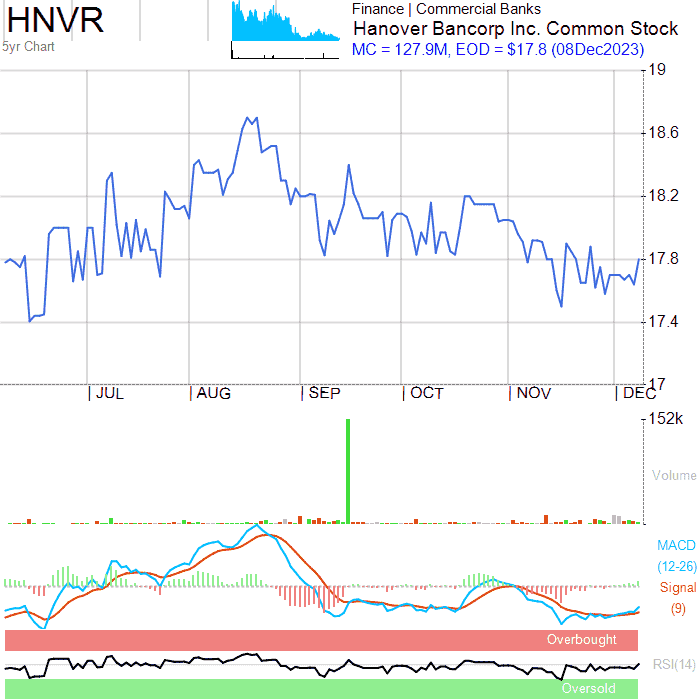 HNVR
5yr Chart
Finance | Commercial Banks
Hanover Bancorp Inc. Common Stock
MC = 127.9M, EOD = $17.8 (08Dec2023)
19
18.6
18.2
17.8
17.4
17
JUL AUG SEP OCT NOV DEC
152k
Volume
MACD
(12-26)
Signal
(9)
Overbought
RSI(14)
Oversold